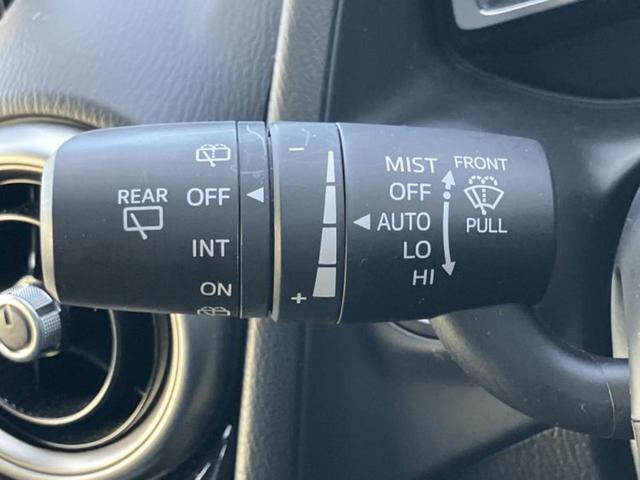 REAR
OFF
INT
ON
−
+
MIST
OFF
AUTO
LO
HI
FRONT
PULL